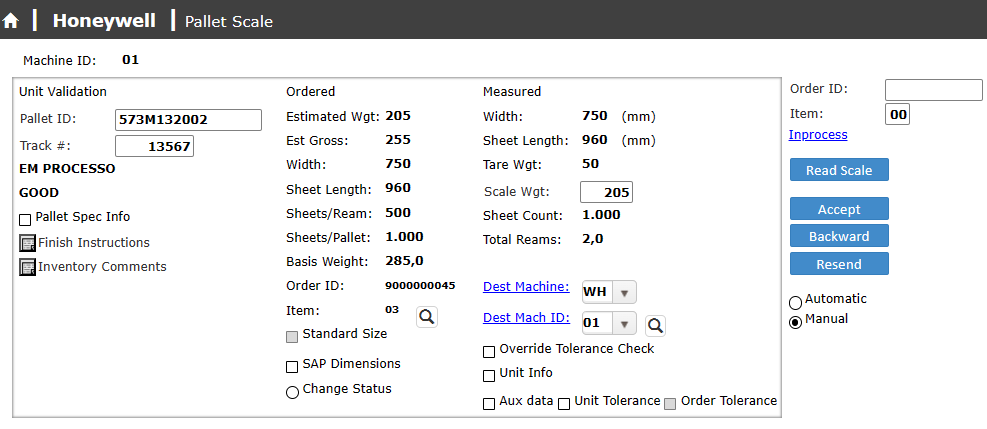 Honeywell Pallet Scale
Machine ID: 01
Unit Validation
Pallet ID: 573M132002
Track #: 13567
EM PROCESSO
GOOD
Pallet Spec Info
Finish Instructions
Inventory Comments
Ordered
Estimated Wgt: 205
Est Gross: 255
Width: 750
Sheet Length: 960
Sheets/Ream: 500
Sheets/Pallet: 1.000
Basis Weight: 285,0
Order ID: 9000000045
Item: 03
Standard Size
SAP Dimensions
Change Status
Measured
Width: 750 (mm)
Sheet Length: 960 (mm)
Tare Wgt: 50
Scale Wgt: 205
Sheet Count: 1.000
Total Reams: 2,0
Dest Machine: WH
Dest Mach ID: 01
Override Tolerance Check
Unit Info
Aux data Unit Tolerance Order Tolerance
Order ID:
Item: 00
Inprocess
Read Scale
Accept
Backward
Resend
Automatic
Manual